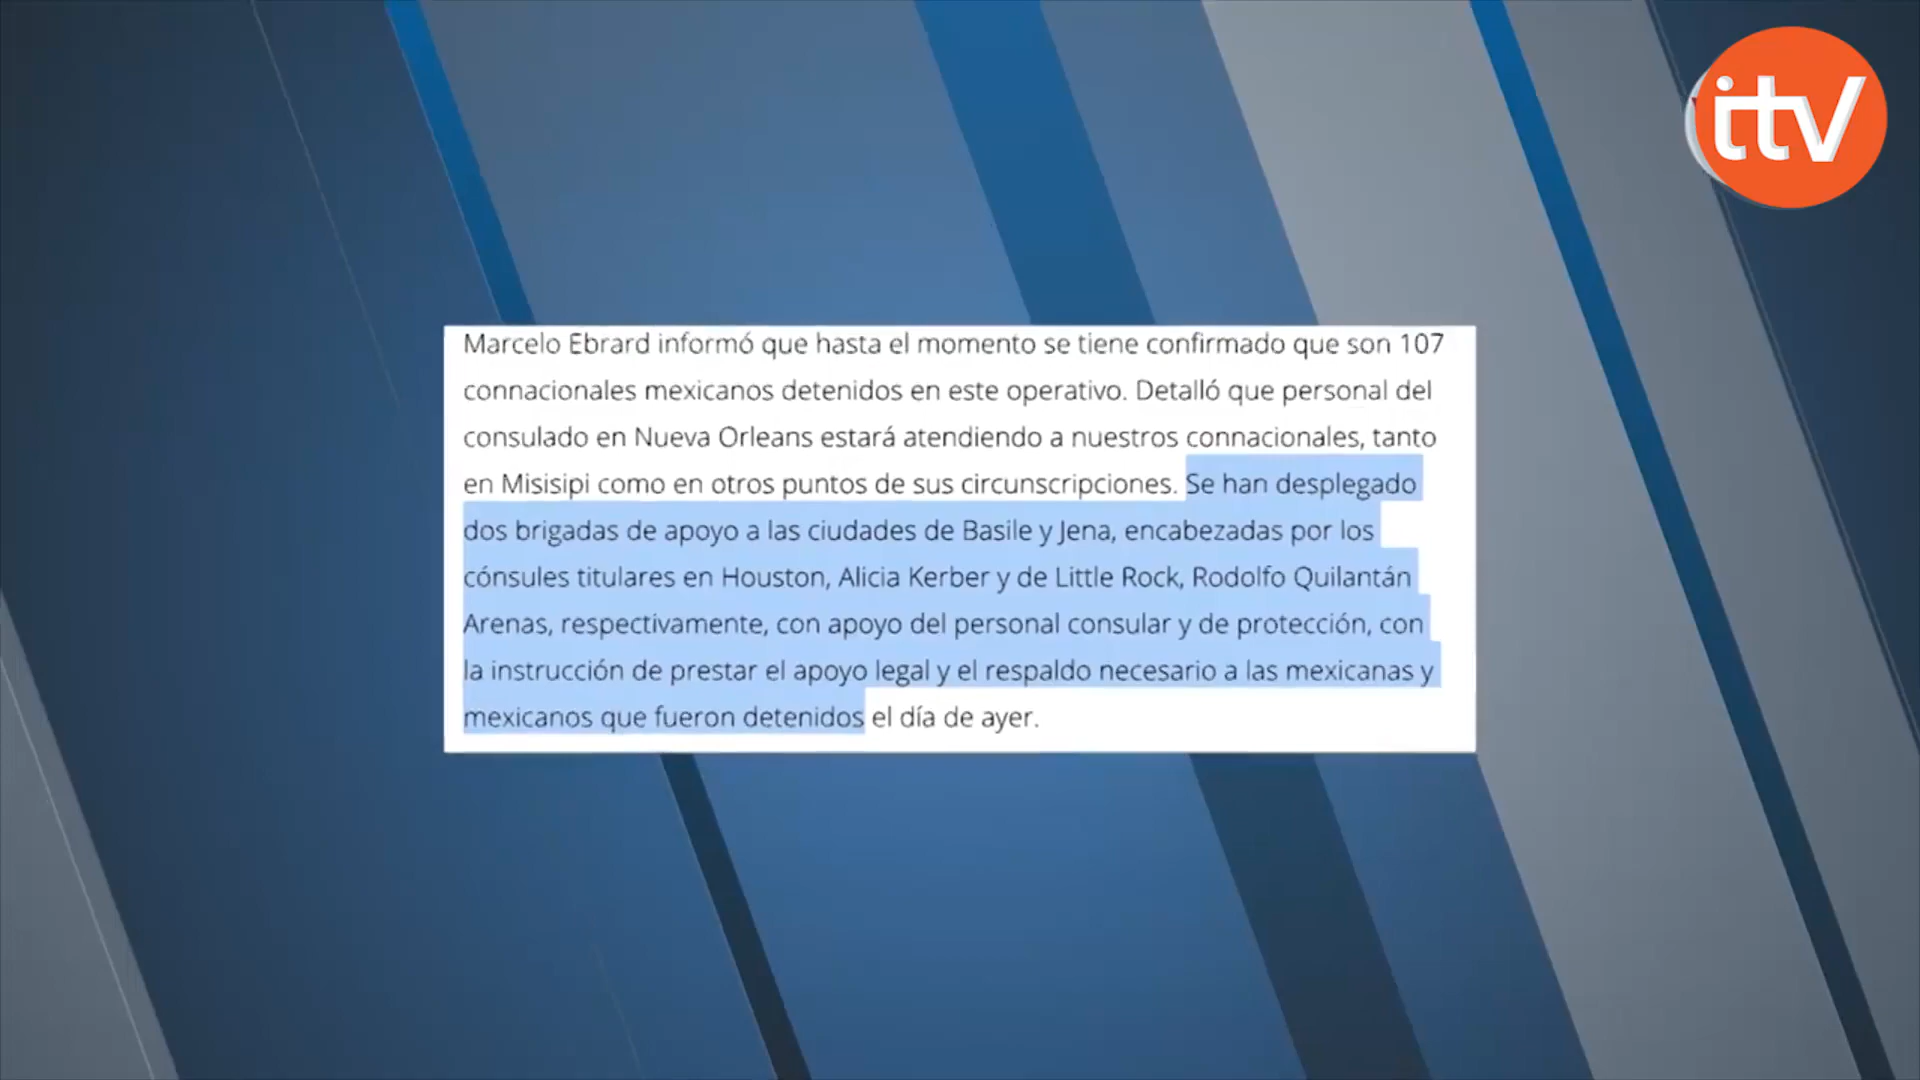 itv
Marcelo Ebrard informó que hasta el momento se tiene confirmado que son 107
connacionales mexicanos detenidos en este operativo. Detalló que personal del
consulado en Nueva Orleans estará atendiendo a nuestros connacionales, tanto
en Misisipi como en otros puntos de sus circunscripciones. Se han desplegado
dos brigadas de apoyo a las ciudades de Basile y Jena, encabezadas por los
cónsules titulares en Houston, Alicia Kerber y de Little Rock, Rodolfo Quilantán
Arenas, respectivamente, con apoyo del personal consular y de protección, con
la instrucción de prestar el apoyo legal y el respaldo necesario a las mexicanas y
mexicanos que fueron detenidos el día de ayer.